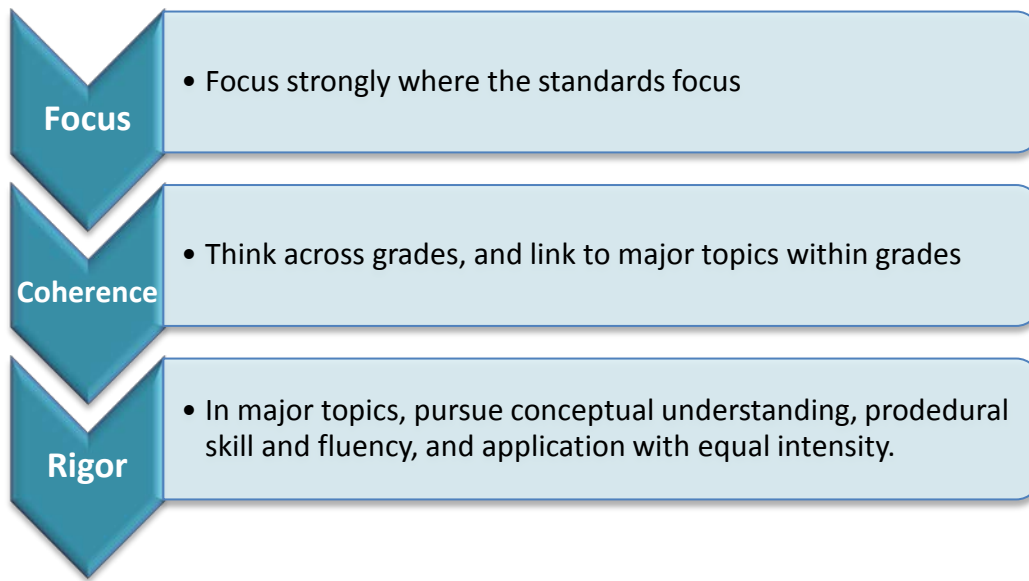 Focus
• Focus strongly where the standards focus
Coherence
• Think across grades, and link to major topics within grades
Rigor
• In major topics, pursue conceptual understanding, prodedural
skill and fluency, and application with equal intensity.